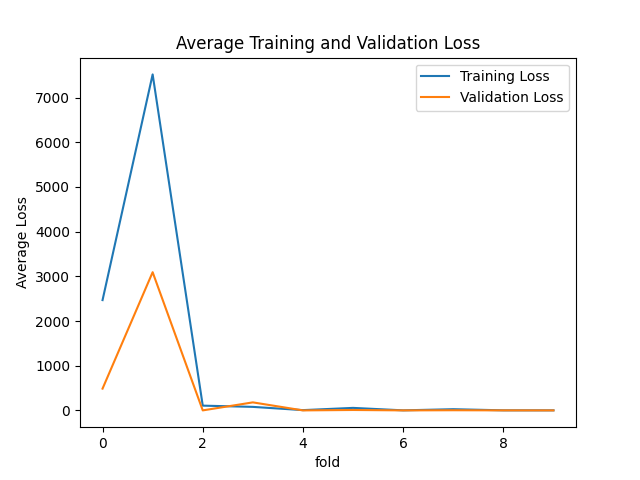 Average Training and Validation Loss
Training Loss
Validation Loss
7000
6000
5000
4000
3000
2000
1000
0
Average Loss
0 2 4 6 8
fold